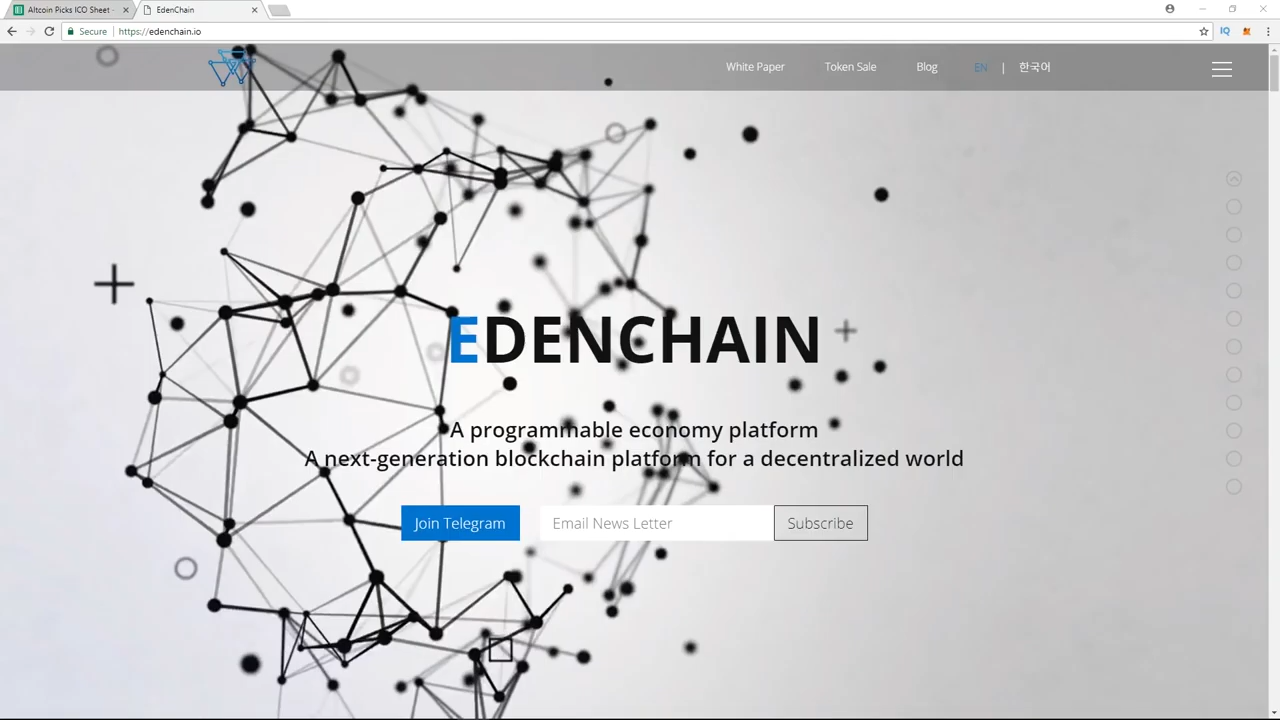 Altcoin Picks ICO Sheet -
EdenChain
Secure
https://edenchain.io
IQ
White Paper
Token Sale
Blog
EN | 한국어
EDENCHAIN
A programmable economy platform
A next-generation blockchain platform for a decentralized world
Join Telegram
Email News Letter
Subscribe